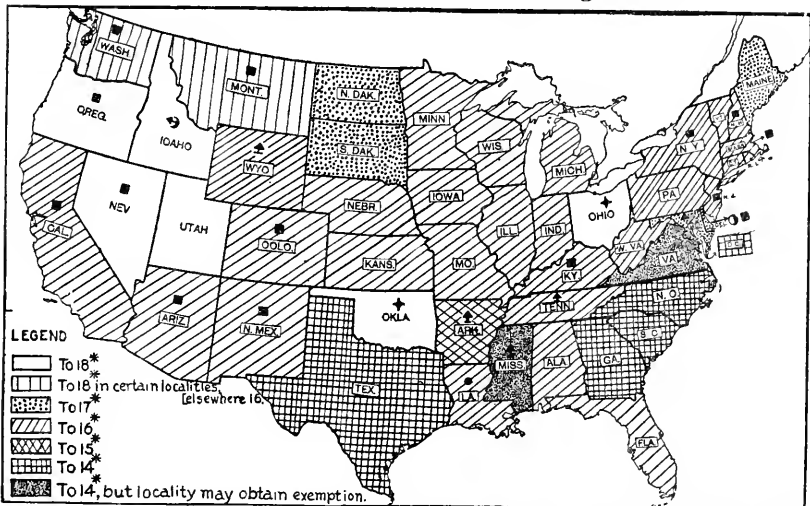 WASH.
MONT.
N. DAK.
MINN
MAINE
OREG.
IDAHO
S. DAK.
WIS.
MICH
N.Y.
WYO
NEBR.
IOWA
PA.
NEV
UTAH
COLO.
ILL.
IND.
OHIO
W. VA.
VA.
CAL.
KANS.
MO.
KY.
N. C.
TENN.
ARIZ.
N. MEX.
OKLA
ARK.
S.C.
MISS.
ALA
GA.
TEX.
LA.
FLA.
LEGEND
To 18*
To 18 in certain localities,*
[elsewhere 16.
To 17*
To 16*
To 15*
To 14*
To 14,* but locality may obtain exemption.